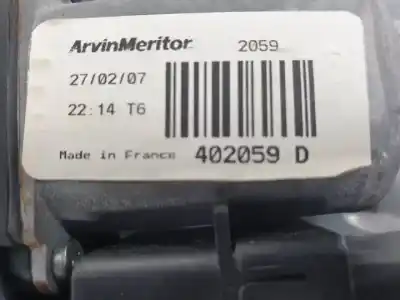 ArvinMeritor 2059
27/02/07
22:14 T6
Made in France 402059 D